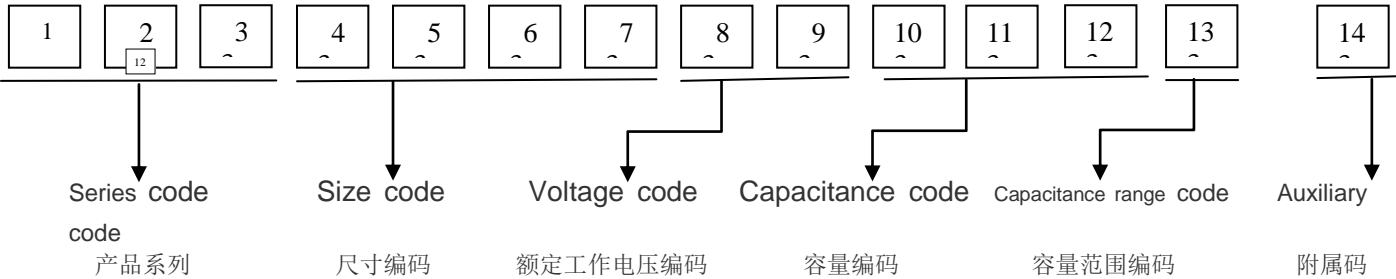 1 2 3 4 5 6 7 8 9 10 11 12 13 14
12
Series code Size code Voltage code Capacitance code Capacitance range code Auxiliary
code
产品系列 尺寸编码 额定工作电压编码 容量编码 容量范围编码 附属码